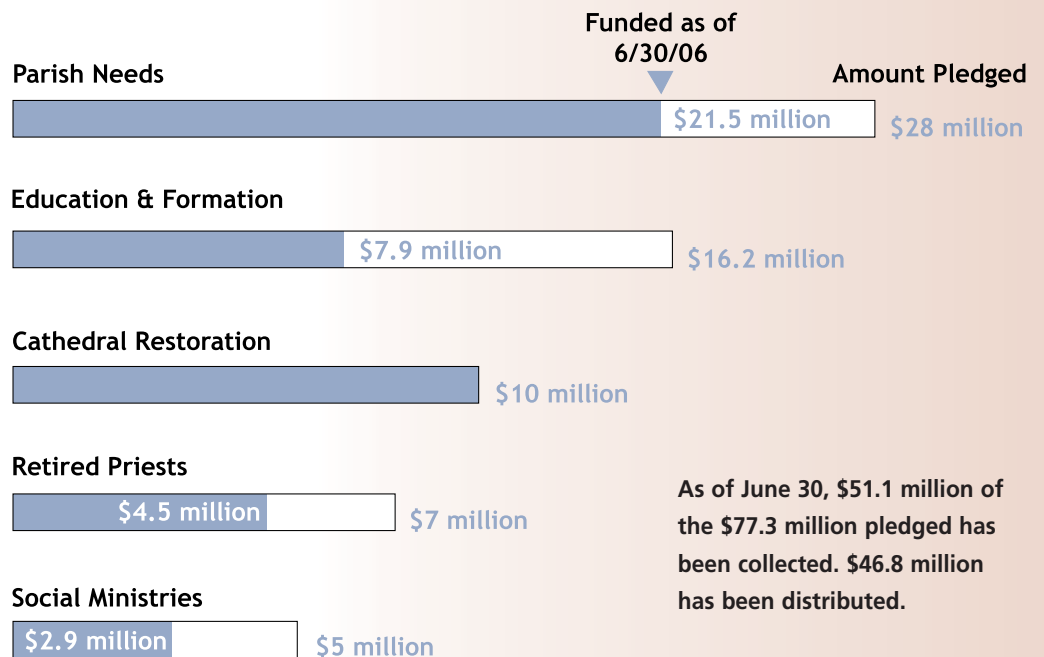 Funded as of
6/30/06
Parish Needs
Amount Pledged
$21.5 million
$28 million
Education & Formation
$7.9 million
$16.2 million
Cathedral Restoration
$10 million
Retired Priests
$4.5 million
$7 million
As of June 30, $51.1 million of
the $77.3 million pledged has
been collected. $46.8 million
has been distributed.
Social Ministries
$2.9 million
$5 million